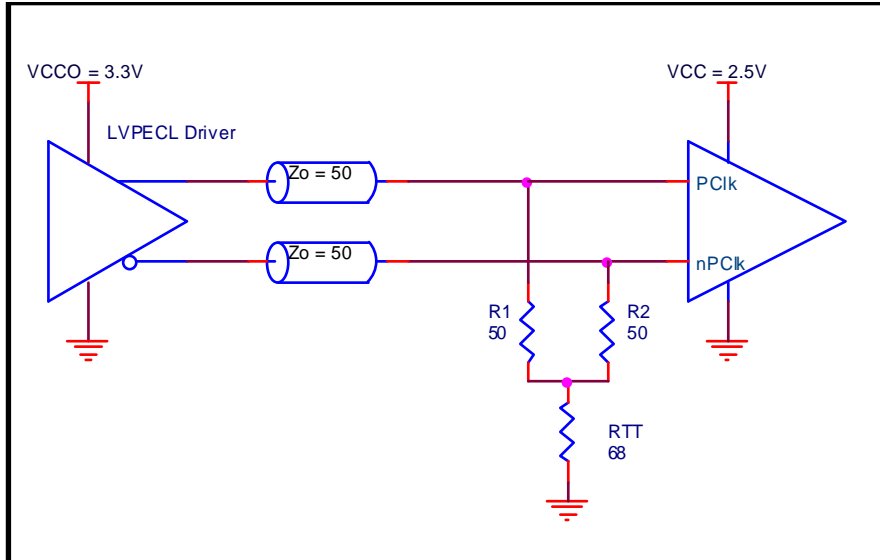 VCCO = 3.3V
VCC = 2.5V
LVPECL Driver
Zo = 50
PClk
Zo = 50
nPClk
R1
50
R2
50
RTT
68